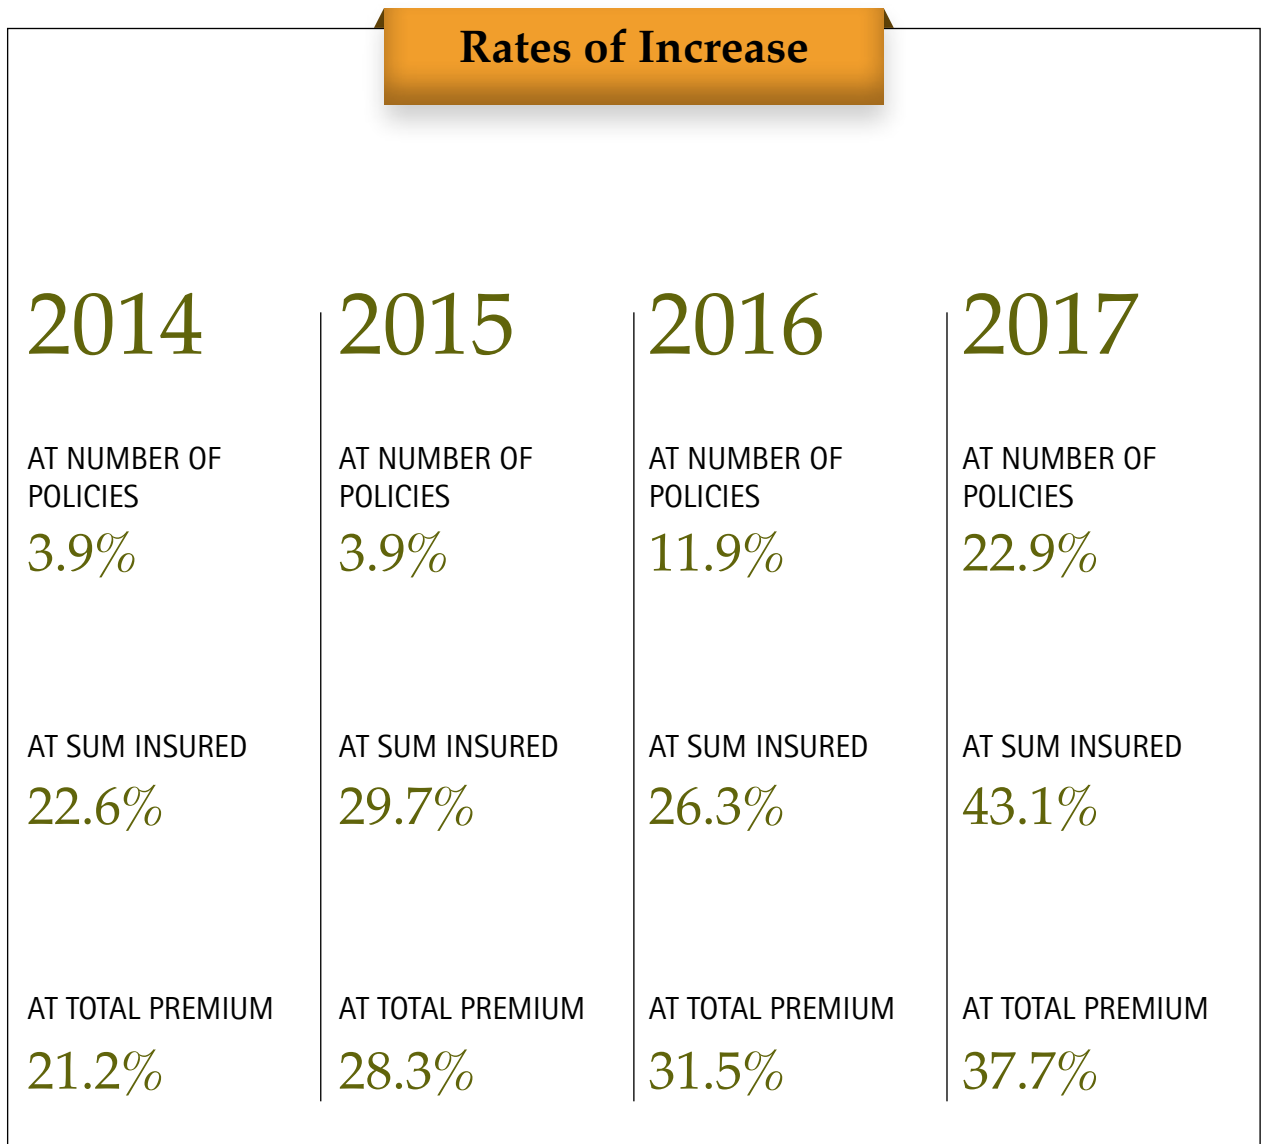 Rates of Increase
2014
AT NUMBER OF
POLICIES
3.9%
AT SUM INSURED
22.6%
AT TOTAL PREMIUM
21.2%
2015
AT NUMBER OF
POLICIES
3.9%
AT SUM INSURED
29.7%
AT TOTAL PREMIUM
28.3%
2016
AT NUMBER OF
POLICIES
11.9%
AT SUM INSURED
26.3%
AT TOTAL PREMIUM
31.5%
2017
AT NUMBER OF
POLICIES
22.9%
AT SUM INSURED
43.1%
AT TOTAL PREMIUM
37.7%